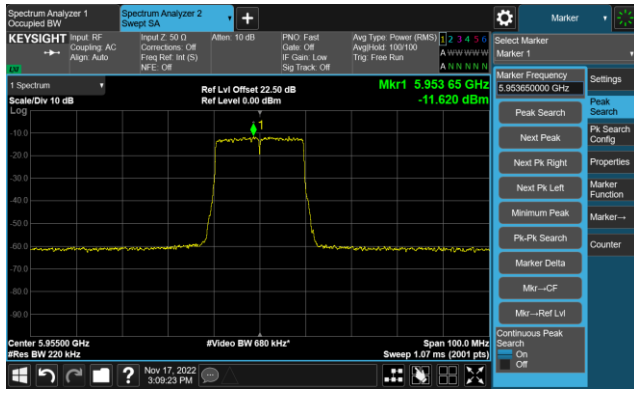 Spectrum Analyzer 1
Occupied BW
Spectrum Analyzer 2
Swept SA
Marker
KEYSIGHT
Input: RF
Coupling: AC
Align: Auto
Input Z: 50 Ω
Corrections: Off
Freq Ref: Int (S)
NFE: Off
Atten: 10 dB
PNO: Fast
Gate: Off
IF Gain: Low
Sig Track: Off
Avg Type: Power (RMS)
Avg|Hold: 100/100
Trig: Free Run
1 2 3 4 5 6
A W W W W W
A N N N N N
Select Marker
Marker 1
1 Spectrum
Scale/Div 10 dB
Log
Ref Lvl Offset 22.50 dB
Ref Level 0.00 dBm
Mkr1 5.953 65 GHz
-11.620 dBm
1
-10.0
-20.0
-30.0
-40.0
-50.0
-60.0
-70.0
-80.0
-90.0
Center 5.95500 GHz
#Res BW 220 kHz
#Video BW 680 kHz*
Span 100.0 MHz
Sweep 1.07 ms (2001 pts)
Marker Frequency
5.953650000 GHz
Peak Search
Next Peak
Next Pk Right
Next Pk Left
Minimum Peak
Pk-Pk Search
Marker Delta
Mkr→CF
Mkr→Ref Lvl
Continuous Peak
Search
On
Off
Settings
Peak
Search
Pk Search
Config
Properties
Marker
Function
Marker→
Counter
?
Nov 17, 2022
3:09:23 PM